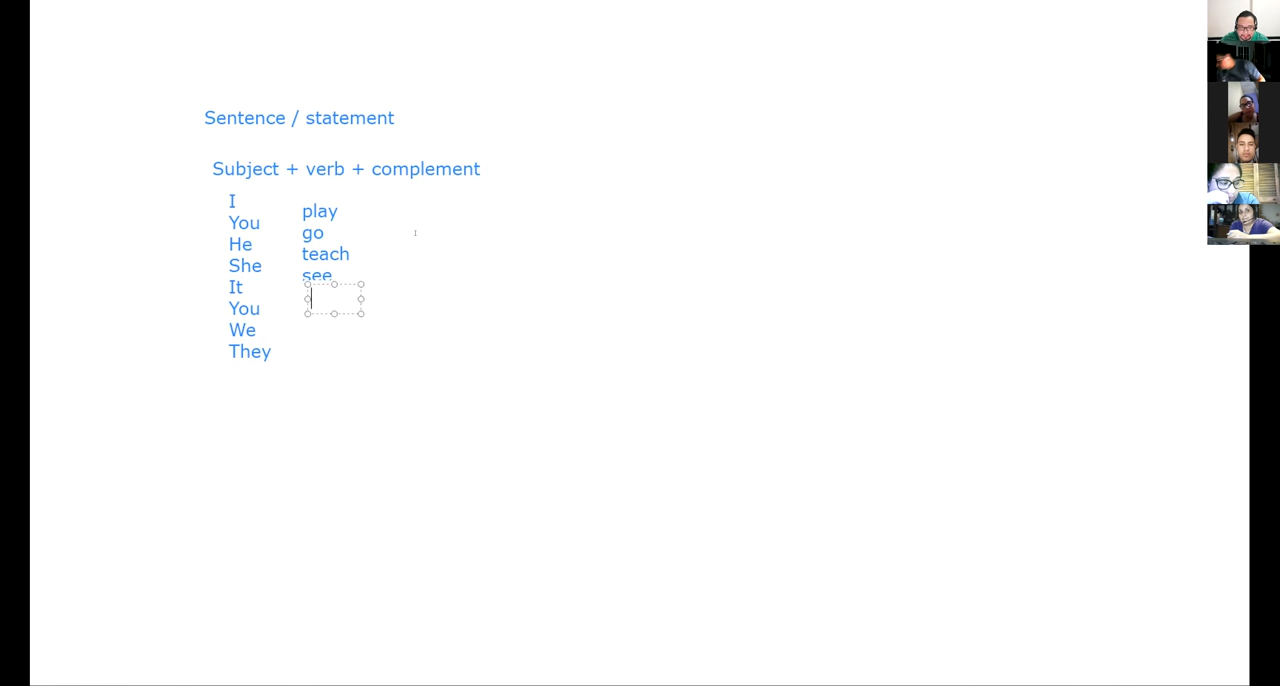 Sentence / statement
Subject + verb + complement
I
You
He
She
It
You
We
They
play
go
teach
see